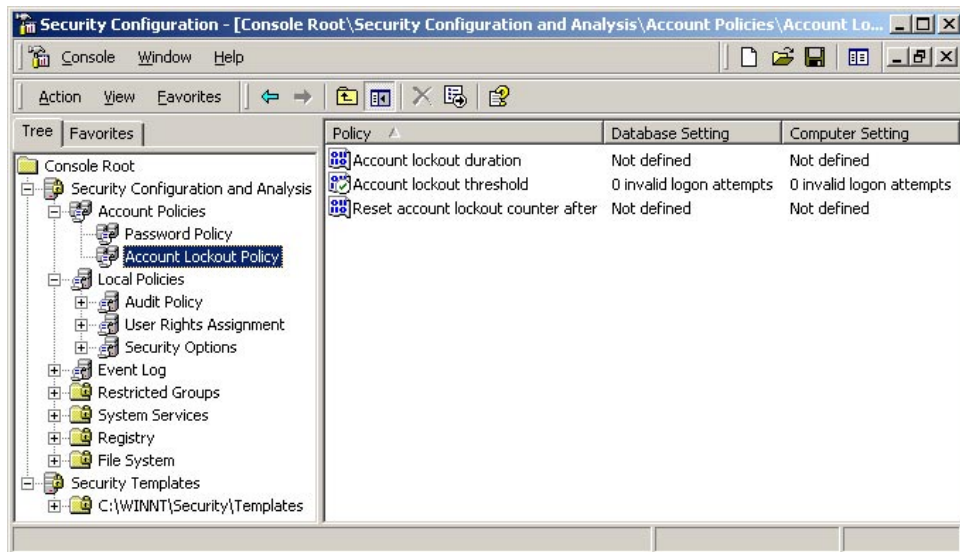 Security Configuration - [Console Root\Security Configuration and Analysis\Account Policies\Account Lo...
Console Window Help
Action View Favorites
Tree Favorites
Policy Database Setting Computer Setting
Console Root
Security Configuration and Analysis
Account Policies
Password Policy
Account Lockout Policy
Local Policies
Audit Policy
User Rights Assignment
Security Options
Event Log
Restricted Groups
System Services
Registry
File System
Security Templates
C:\WINNT\Security\Templates
Account lockout duration Not defined Not defined
Account lockout threshold 0 invalid logon attempts 0 invalid logon attempts
Reset account lockout counter after Not defined Not defined